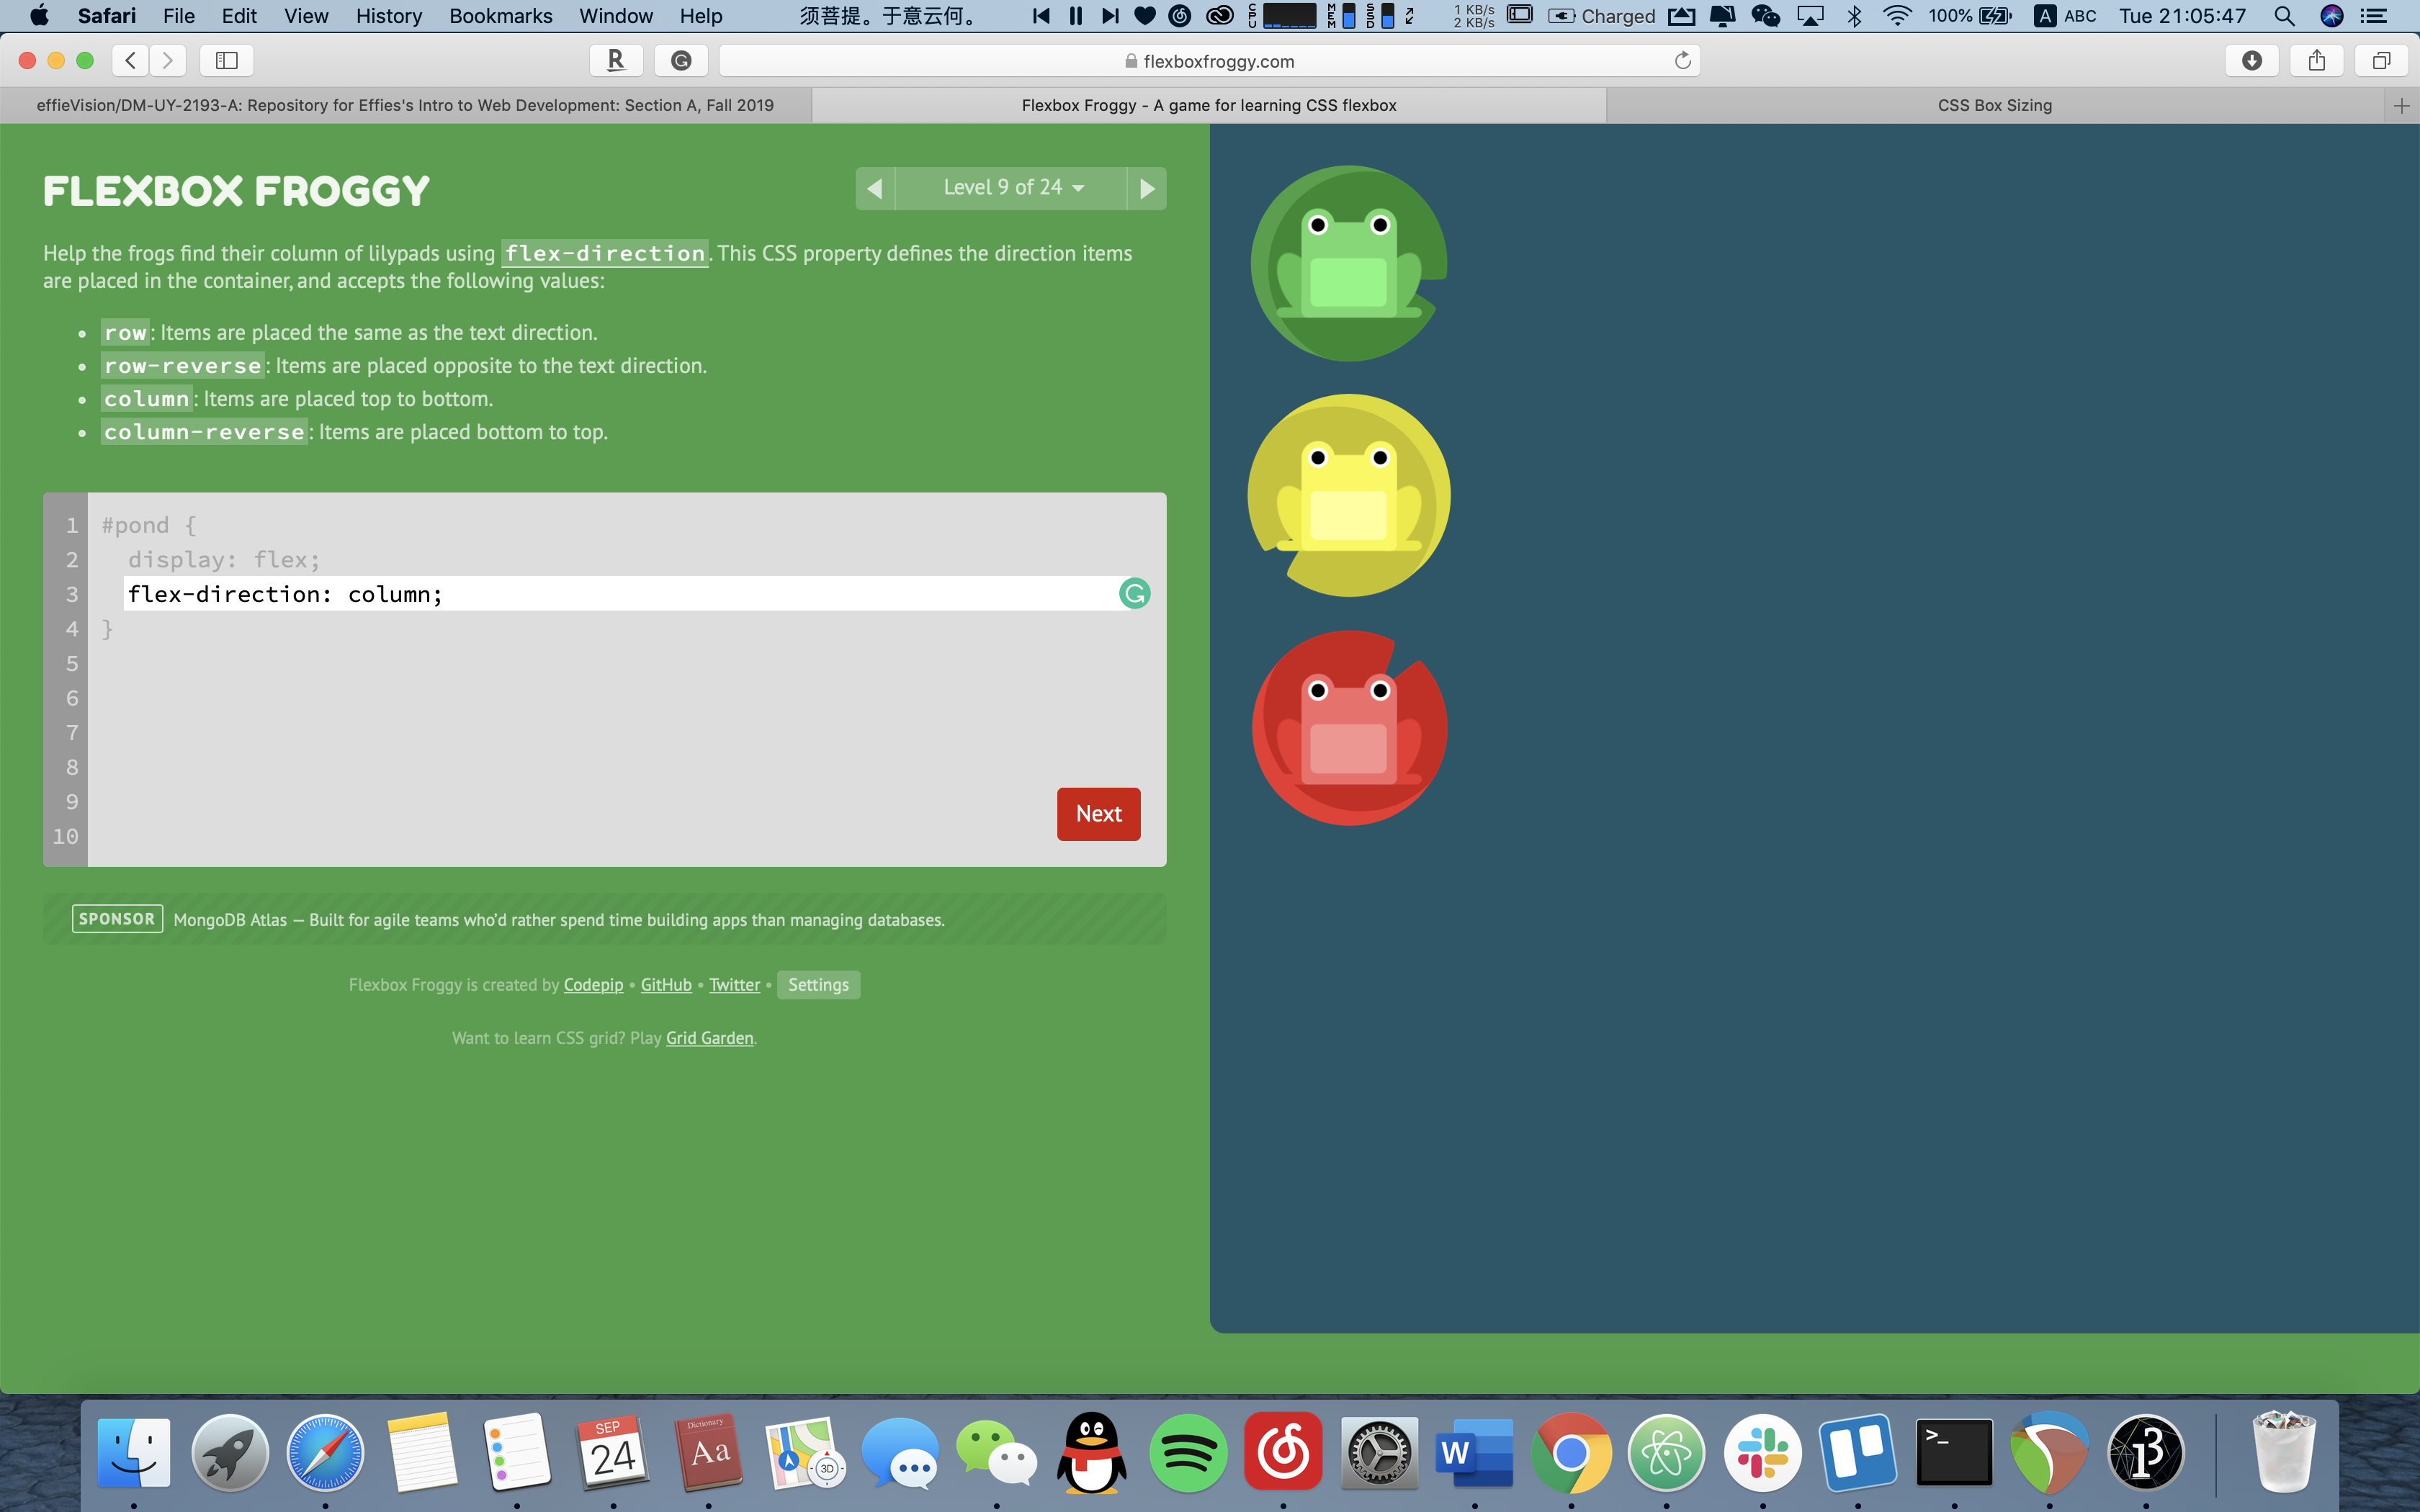 Safari File Edit View History Bookmarks Window Help 须菩提。于意云何。 CPU MEM SSD 1 KB/s 2 KB/s Charged 100% A ABC Tue 21:05:47
R flexboxfroggy.com
effieVision/DM-UY-2193-A: Repository for Effies's Intro to Web Development: Section A, Fall 2019
Flexbox Froggy - A game for learning CSS flexbox
CSS Box Sizing
FLEXBOX FROGGY
Level 9 of 24
Help the frogs find their column of lilypads using flex-direction. This CSS property defines the direction items
are placed in the container, and accepts the following values:
• row: Items are placed the same as the text direction.
• row-reverse: Items are placed opposite to the text direction.
• column: Items are placed top to bottom.
• column-reverse: Items are placed bottom to top.
1 #pond {
2 display: flex;
3 flex-direction: column;
4 }
5
6
7
8
9
10
Next
SPONSOR MongoDB Atlas — Built for agile teams who'd rather spend time building apps than managing databases.
Flexbox Froggy is created by Codepip • GitHub • Twitter • Settings
Want to learn CSS grid? Play Grid Garden.
SEP
24
Dictionary
Aa
3D
W
>_